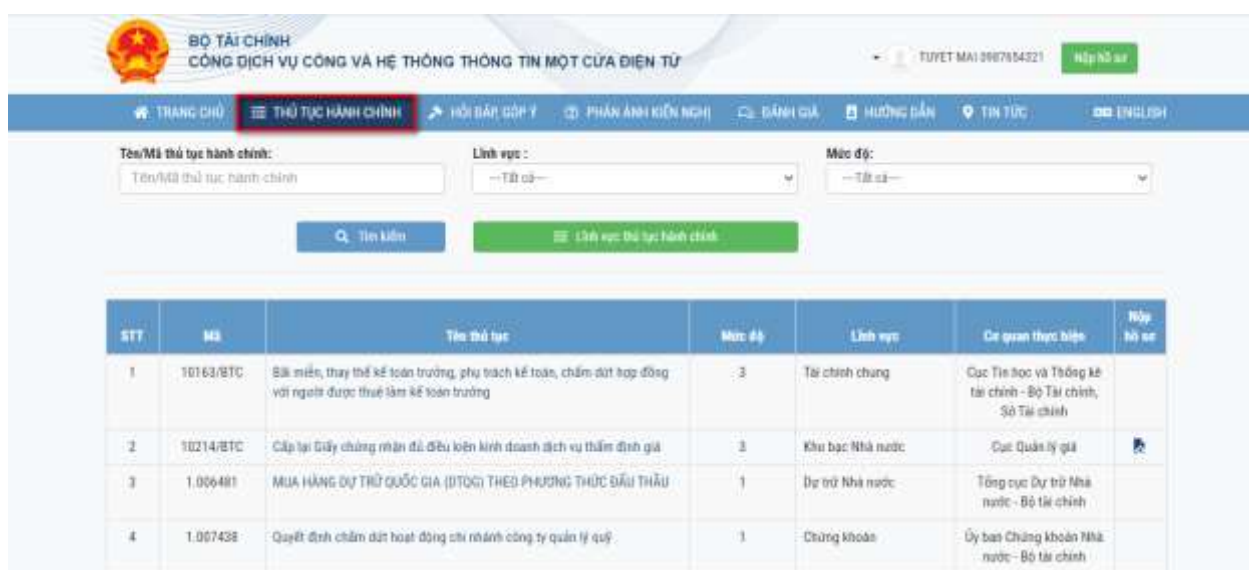 BỘ TÀI CHÍNH
CỔNG DỊCH VỤ CÔNG VÀ HỆ THỐNG THÔNG TIN MỘT CỬA ĐIỆN TỬ
TUYET MAI 0987654321
Nộp hồ sơ
TRANG CHỦ THỦ TỤC HÀNH CHÍNH HỎI ĐÁP, GÓP Ý PHẢN ÁNH KIẾN NGHỊ ĐÁNH GIÁ HƯỚNG DẪN TIN TỨC ENGLISH
Tên/Mã thủ tục hành chính: Lĩnh vực : Mức độ:
Tên/Mã thủ tục hành chính ---Tất cả--- ---Tất cả---
Tìm kiếm Lĩnh vực thủ tục hành chính
STT Mã Tên thủ tục Mức độ Lĩnh vực Cơ quan thực hiện Nộp
hồ sơ
1 10163/BTC Bãi miễn, thay thế kế toán trưởng, phụ trách kế toán, chấm dứt hợp đồng 3 Tài chính chung Cục Tin học và Thống kê
với người được thuê làm kế toán trưởng tài chính - Bộ Tài chính,
Sở Tài chính
2 10214/BTC Cấp lại Giấy chứng nhận đủ điều kiện kinh doanh dịch vụ thẩm định giá 3 Kho bạc Nhà nước Cục Quản lý giá
3 1.006481 MUA HÀNG DỰ TRỮ QUỐC GIA (DTQG) THEO PHƯƠNG THỨC ĐẤU THẦU 1 Dự trữ Nhà nước Tổng cục Dự trữ Nhà
nước - Bộ tài chính
4 1.007438 Quyết định chấm dứt hoạt động chi nhánh công ty quản lý quỹ 1 Chứng khoán Ủy ban Chứng khoán Nhà
nước - Bộ tài chính